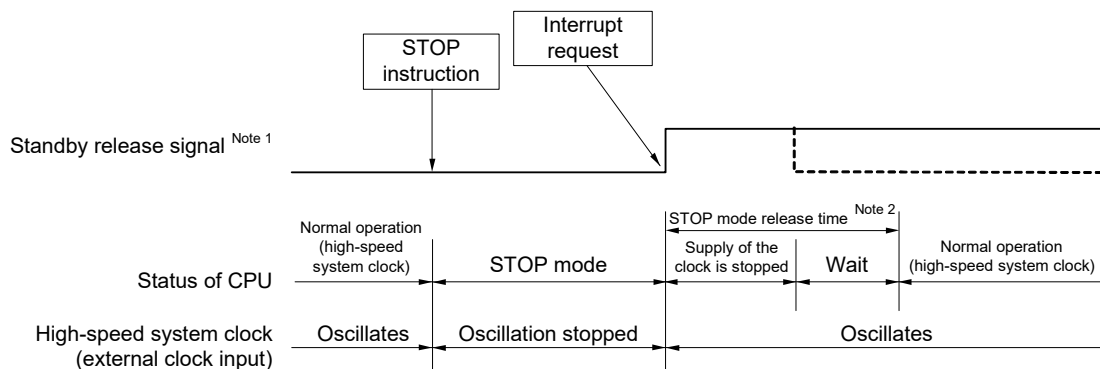 STOP
instruction
Interrupt
request
Standby release signal Note 1
STOP mode release time Note 2
Status of CPU
Normal operation
(high-speed
system clock)
STOP mode
Supply of the
clock is stopped
Wait
Normal operation
(high-speed system clock)
High-speed system clock
(external clock input)
Oscillates
Oscillation stopped
Oscillates